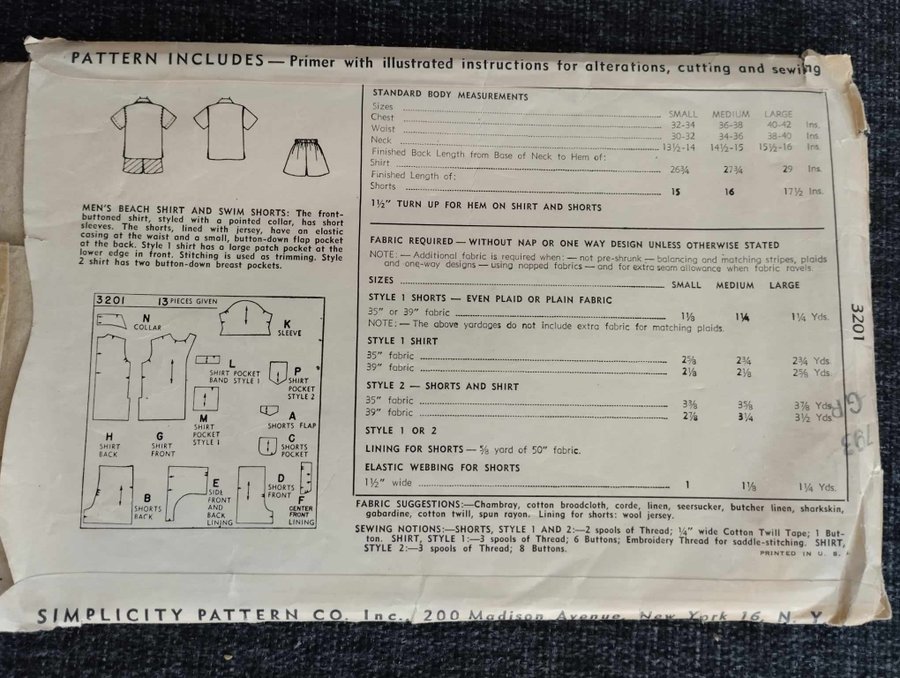 PATTERN INCLUDES — Primer with illustrated instructions for alterations, cutting and sewing
MEN'S BEACH SHIRT AND SWIM SHORTS: The front-
buttoned shirt, styled with a pointed collar, has short
sleeves. The shorts, lined with jersey, have an elastic
casing at the waist and a small, button-down flap pocket
at the back. Style 1 shirt has a large patch pocket at the
lower edge in front. Stitching is used as trimming. Style
2 shirt has two button-down breast pockets.
3201 13 PIECES GIVEN
N
COLLAR
K
SLEEVE
L
SHIRT POCKET
BAND STYLE 1
P
SHIRT
POCKET
STYLE 2
M
SHIRT
POCKET
STYLE 1
A
SHORTS FLAP
H
SHIRT
BACK
G
SHIRT
FRONT
C
SHORTS
POCKET
B
SHORTS
BACK
E
SIDE
FRONT
AND
BACK
LINING
D
SHORTS
FRONT
F
CENTER
FRONT
LINING
STANDARD BODY MEASUREMENTS
Sizes SMALL MEDIUM LARGE
Chest 32-34 36-38 40-42 Ins.
Waist 30-32 34-36 38-40 Ins.
Neck 13½-14 14½-15 15½-16 Ins.
Finished Back Length from Base of Neck to Hem of:
Shirt 26¾ 27¾ 29 Ins.
Finished Length of:
Shorts 15 16 17½ Ins.
1½" TURN UP FOR HEM ON SHIRT AND SHORTS
FABRIC REQUIRED — WITHOUT NAP OR ONE WAY DESIGN UNLESS OTHERWISE STATED
NOTE: — Additional fabric is required when: — not pre-shrunk — balancing and matching stripes, plaids
and one-way designs — using napped fabrics — and for extra seam allowance when fabric ravels.
SIZES SMALL MEDIUM LARGE
STYLE 1 SHORTS — EVEN PLAID OR PLAIN FABRIC
35" or 39" fabric 1⅛ 1¼ 1¼ Yds.
NOTE: — The above yardages do not include extra fabric for matching plaids.
STYLE 1 SHIRT
35" fabric 2⅝ 2¾ 2¾ Yds.
39" fabric 2⅛ 2⅛ 2⅝ Yds.
STYLE 2 — SHORTS AND SHIRT
35" fabric 3⅜ 3⅝ 3⅞ Yds.
39" fabric 2⅞ 3¼ 3½ Yds.
STYLE 1 OR 2
LINING FOR SHORTS — ⅝ yard of 50" fabric.
ELASTIC WEBBING FOR SHORTS
1½" wide 1 1⅛ 1¼ Yds.
FABRIC SUGGESTIONS:—Chambray, cotton broadcloth, corde, linen, seersucker, butcher linen, sharkskin,
gabardine, cotton twill, spun rayon. Lining for shorts: wool jersey.
SEWING NOTIONS:—SHORTS, STYLE 1 AND 2:—2 spools of Thread; ¼" wide Cotton Twill Tape; 1 But-
ton. SHIRT, STYLE 1:—3 spools of Thread; 6 Buttons; Embroidery Thread for saddle-stitching. SHIRT,
STYLE 2:—3 spools of Thread; 8 Buttons.
PRINTED IN U. S.
3201
793
SIMPLICITY PATTERN CO. Inc., 200 Madison Avenue, New York 16, N. Y.